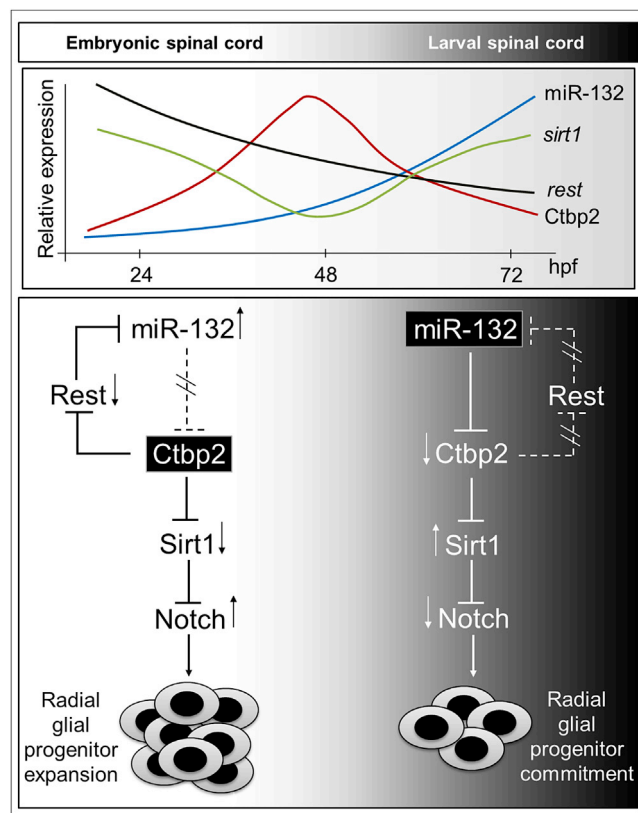 Embryonic spinal cord
Larval spinal cord
Relative expression
miR-132
sirt1
rest
Ctbp2
24
48
72
hpf
miR-132
Rest
Ctbp2
Sirt1
Notch
Radial
glial
progenitor
expansion
miR-132
Rest
Ctbp2
Sirt1
Notch
Radial
glial
progenitor
commitment